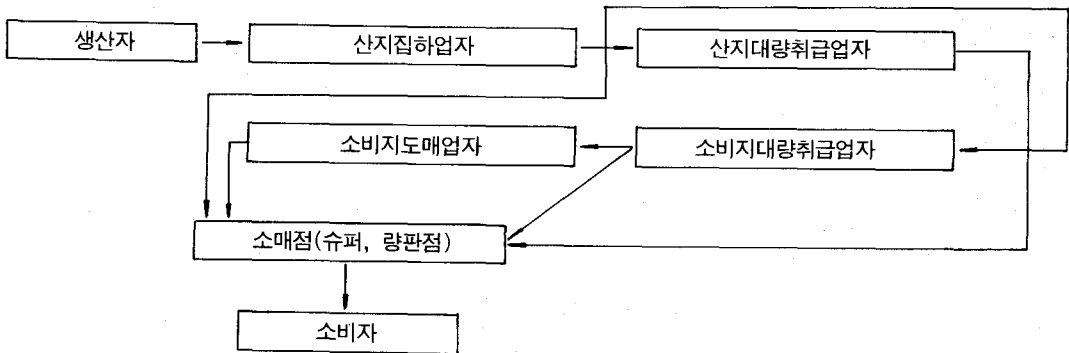 생산자
산지집하업자
산지대량취급업자
소비지도매업자
소비지대량취급업자
소매점(슈퍼, 량판점)
소비자